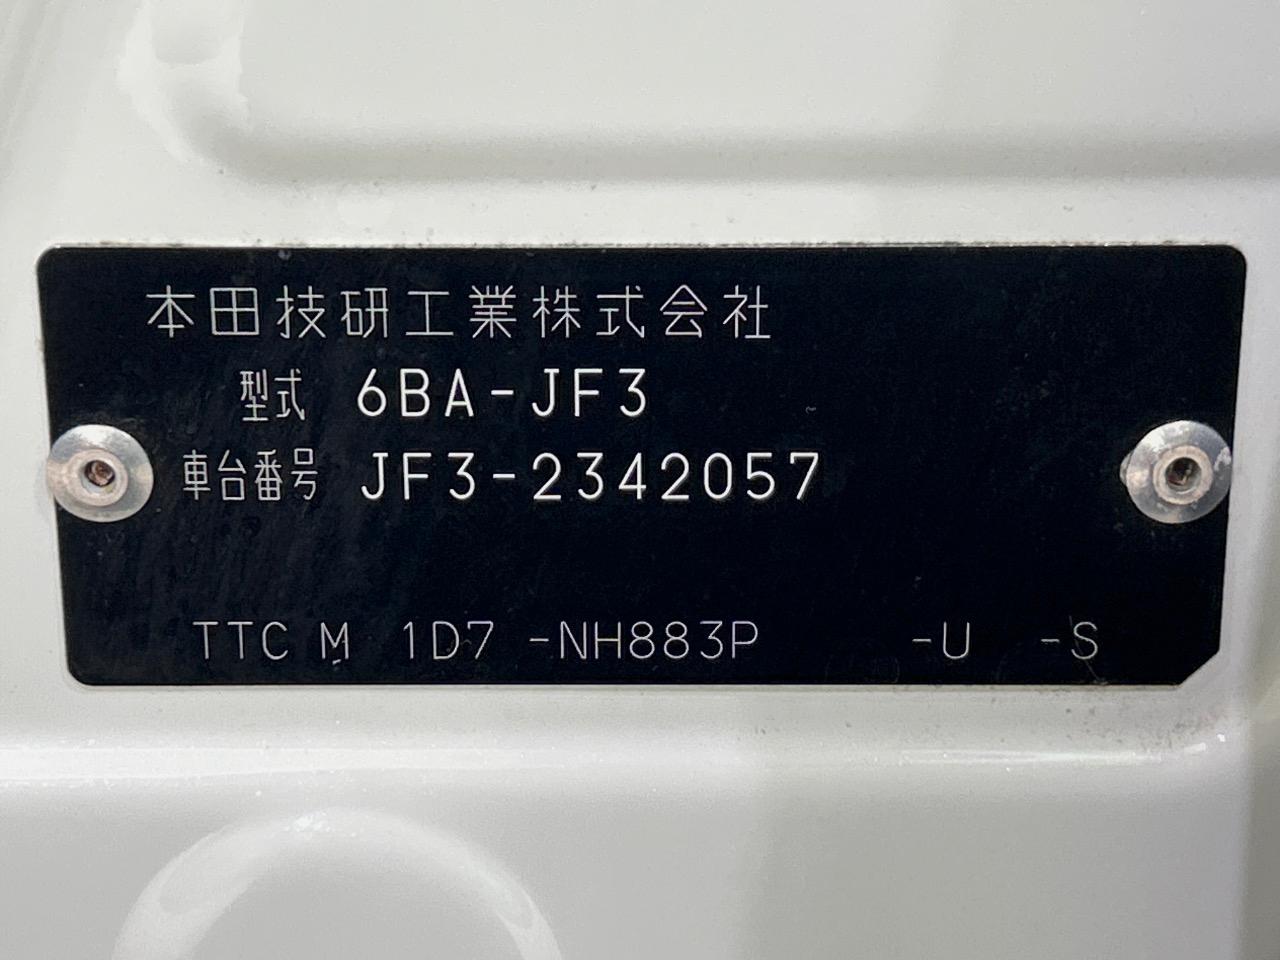 本田技研工業株式会社
型式 6BA-JF3
車台番号 JF3-2342057
TTC M 1D7 -NH883P -U -S